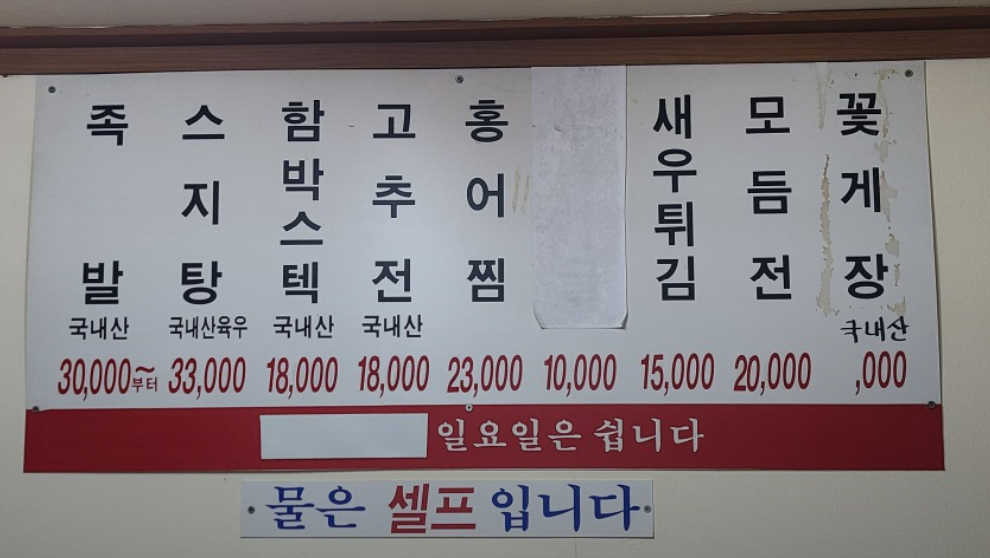 족발 국내산 30,000~부터
스지탕 국내산육우 33,000
함박스텍 국내산 18,000
고추전 국내산 18,000
홍어찜 23,000
10,000
새우튀김 15,000
모듬전 20,000
꽃게장 국내산 ,000
일요일은 쉽니다
물은 셀프입니다